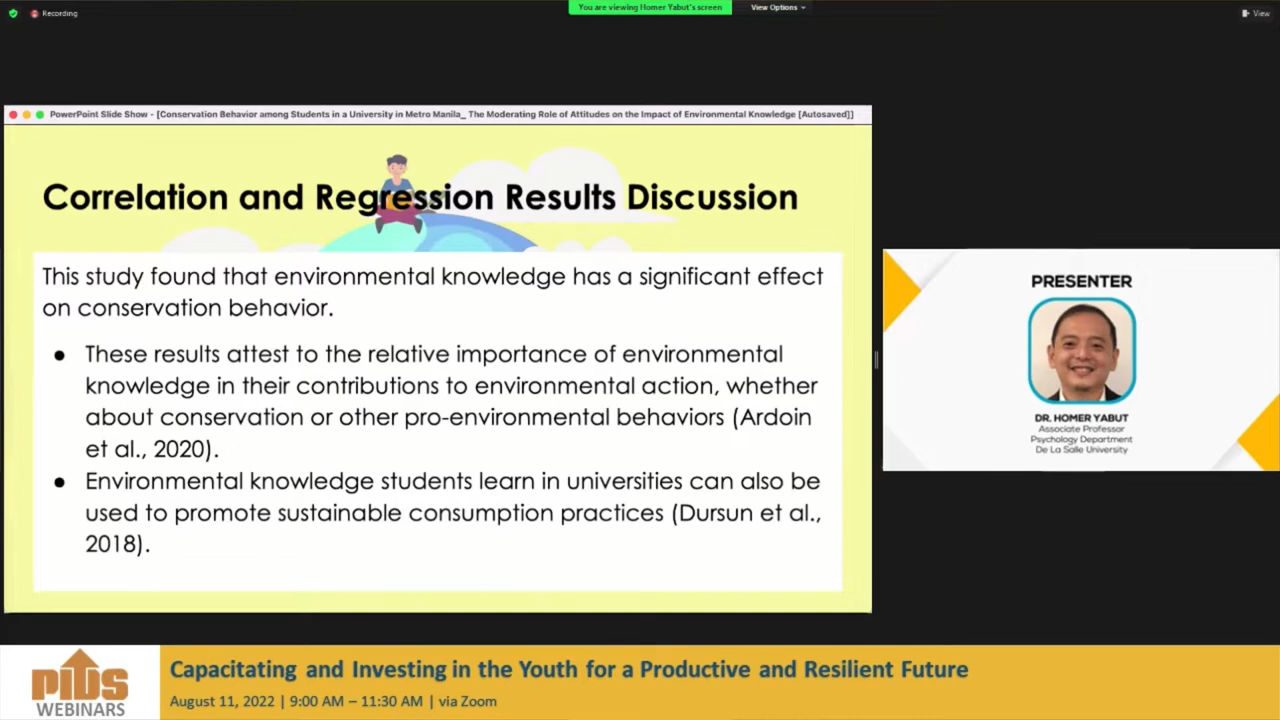 Recording
You are viewing Homer Yabut's screen
View Options
View
PowerPoint Slide Show - [Conservation Behavior among Students in a University in Metro Manila_ The Moderating Role of Attitudes on the Impact of Environmental Knowledge [Autosaved]]
Correlation and Regression Results Discussion
This study found that environmental knowledge has a significant effect
on conservation behavior.
● These results attest to the relative importance of environmental
knowledge in their contributions to environmental action, whether
about conservation or other pro-environmental behaviors (Ardoin
et al., 2020).
● Environmental knowledge students learn in universities can also be
used to promote sustainable consumption practices (Dursun et al.,
2018).
PRESENTER
DR. HOMER YABUT
Associate Professor
Psychology Department
De La Salle University
PIDS
WEBINARS
Capacitating and Investing in the Youth for a Productive and Resilient Future
August 11, 2022 | 9:00 AM – 11:30 AM | via Zoom